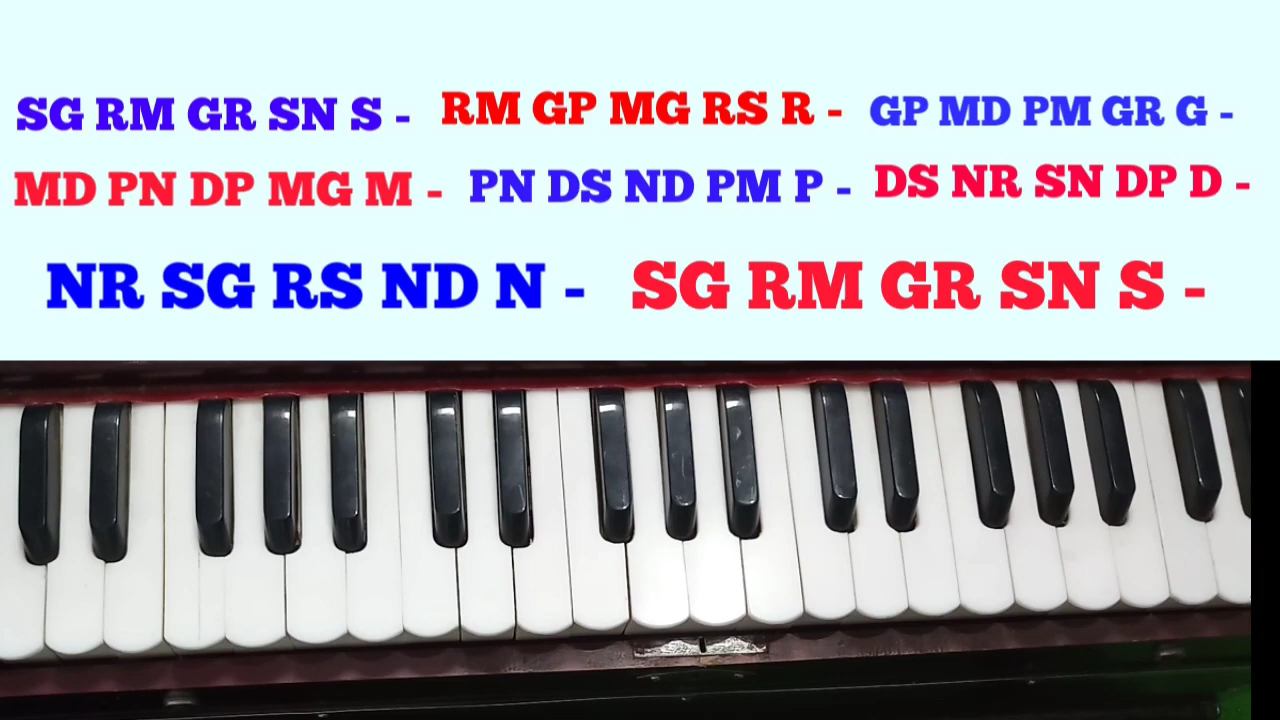 SG RM GR SN S - RM GP MG RS R - GP MD PM GR G -
MD PN DP MG M - PN DS ND PM P - DS NR SN DP D -
NR SG RS ND N - SG RM GR SN S -